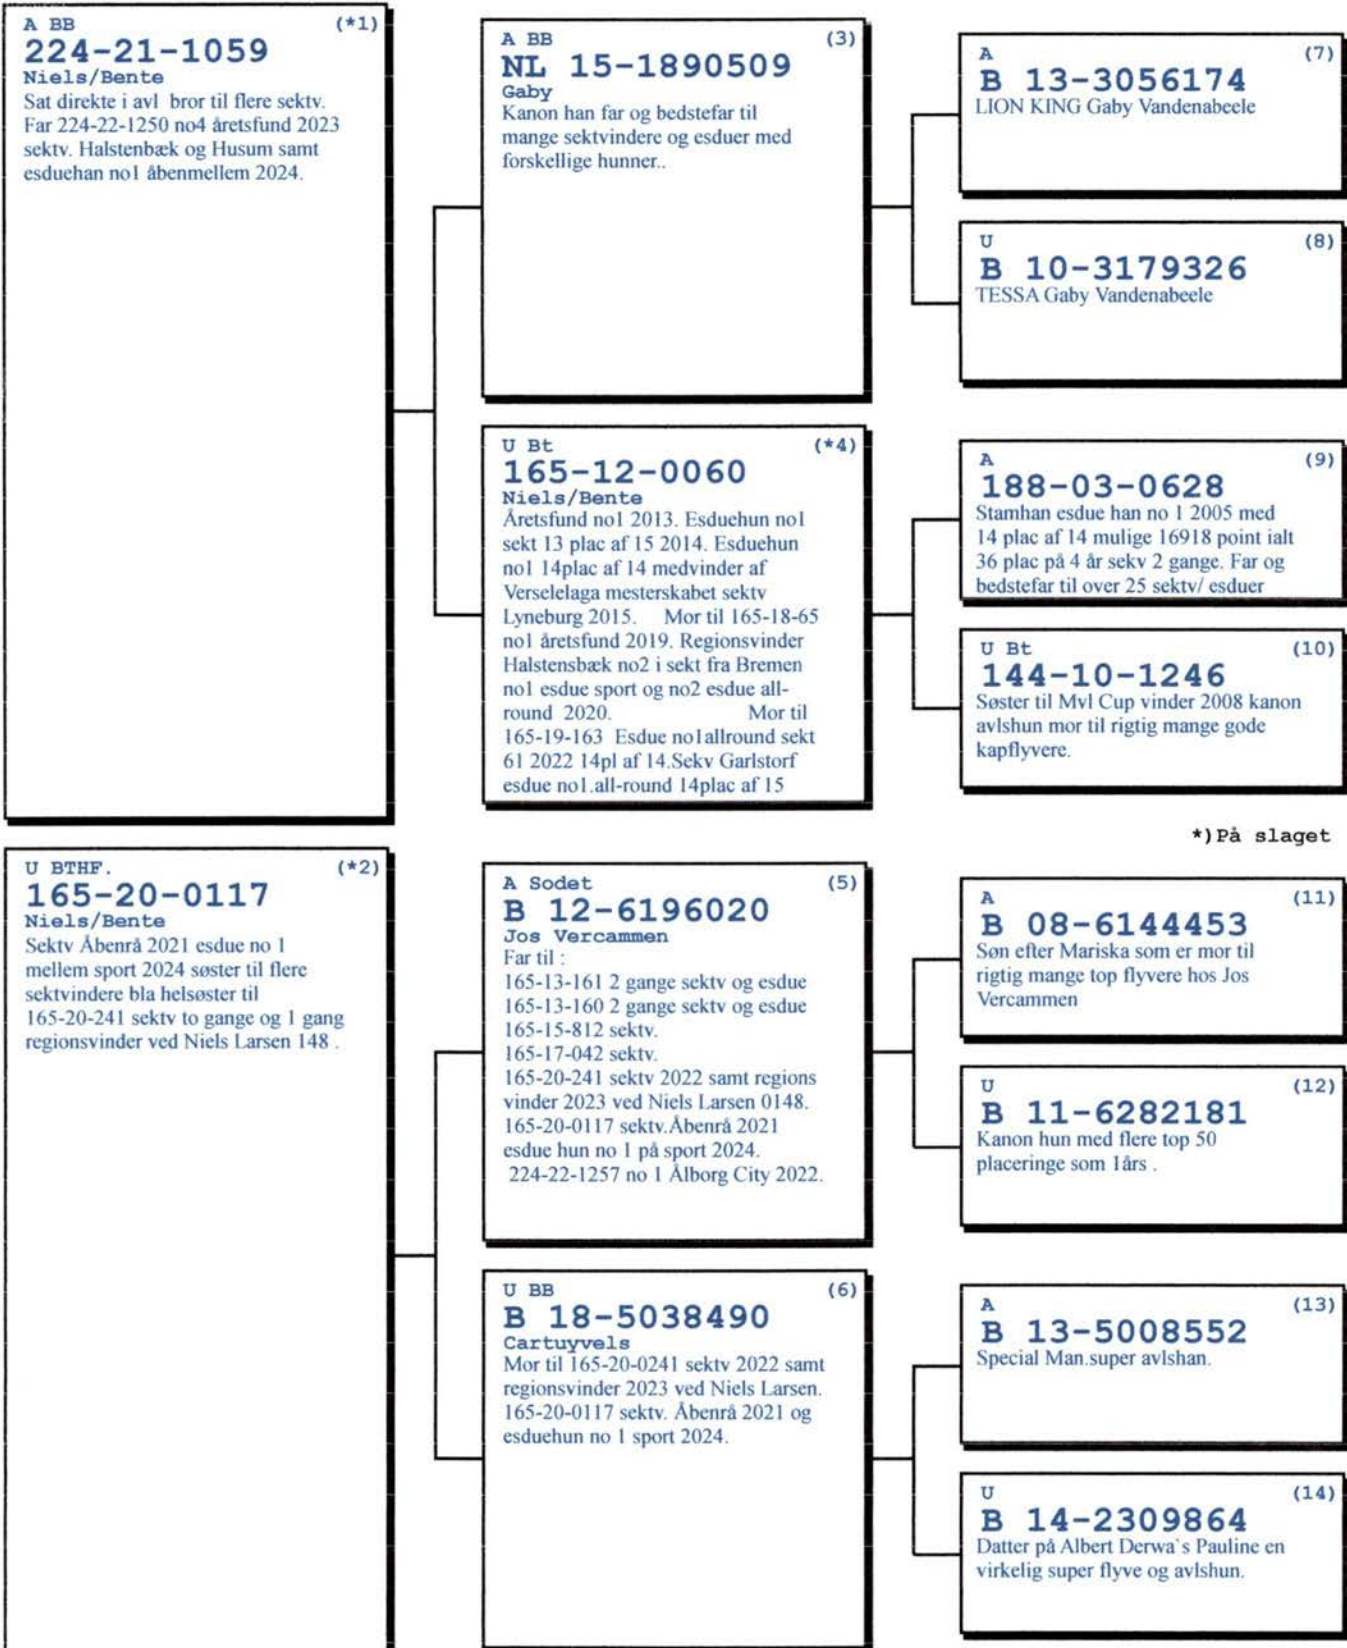 A BB (*1)
224-21-1059
Niels/Bente
Sat direkte i avl bror til flere sektv.
Far 224-22-1250 no4 åretsfund 2023
sektv. Halstenbæk og Husum samt
esduehan no1 åbenmellem 2024.
A BB (3)
NL 15-1890509
Gaby
Kanon han far og bedstefar til
mange sektvindere og esduer med
forskellige hunner..
A (7)
B 13-3056174
LION KING Gaby Vandenabeele
U (8)
B 10-3179326
TESSA Gaby Vandenabeele
U Bt (*4)
165-12-0060
Niels/Bente
Åretsfund no1 2013. Esduehun no1
sekt 13 plac af 15 2014. Esduehun
no1 14plac af 14 medvinder af
Verselelaga mesterskabet sektv
Lyneburg 2015. Mor til 165-18-65
no1 åretsfund 2019. Regionsvinder
Halstensbæk no2 i sekt fra Bremen
no1 esdue sport og no2 esdue all-
round 2020. Mor til
165-19-163 Esdue no1allround sekt
61 2022 14pl af 14.Sekv Garlstorf
esdue no1.all-round 14plac af 15
A (9)
188-03-0628
Stamhan esdue han no 1 2005 med
14 plac af 14 mulige 16918 point ialt
36 plac på 4 år sekv 2 gange. Far og
bedstefar til over 25 sektv/ esduer
U Bt (10)
144-10-1246
Søster til Mvl Cup vinder 2008 kanon
avlshun mor til rigtig mange gode
kapflyvere.
*)På slaget
U BTHF. (*2)
165-20-0117
Niels/Bente
Sektv Åbenrå 2021 esdue no 1
mellem sport 2024 søster til flere
sektvindere bla helsøster til
165-20-241 sektv to gange og 1 gang
regionsvinder ved Niels Larsen 148 .
A Sodet (5)
B 12-6196020
Jos Vercammen
Far til :
165-13-161 2 gange sektv og esdue
165-13-160 2 gange sektv og esdue
165-15-812 sektv.
165-17-042 sektv.
165-20-241 sektv 2022 samt regions
vinder 2023 ved Niels Larsen 0148.
165-20-0117 sektv.Åbenrå 2021
esdue hun no 1 på sport 2024.
224-22-1257 no 1 Ålborg City 2022.
A (11)
B 08-6144453
Søn efter Mariska som er mor til
rigtig mange top flyvere hos Jos
Vercammen
U (12)
B 11-6282181
Kanon hun med flere top 50
placeringe som 1års .
U BB (6)
B 18-5038490
Cartuyvels
Mor til 165-20-0241 sektv 2022 samt
regionsvinder 2023 ved Niels Larsen.
165-20-0117 sektv. Åbenrå 2021 og
esduehun no 1 sport 2024.
A (13)
B 13-5008552
Special Man.super avlshan.
U (14)
B 14-2309864
Datter på Albert Derwa`s Pauline en
virkelig super flyve og avlshun.